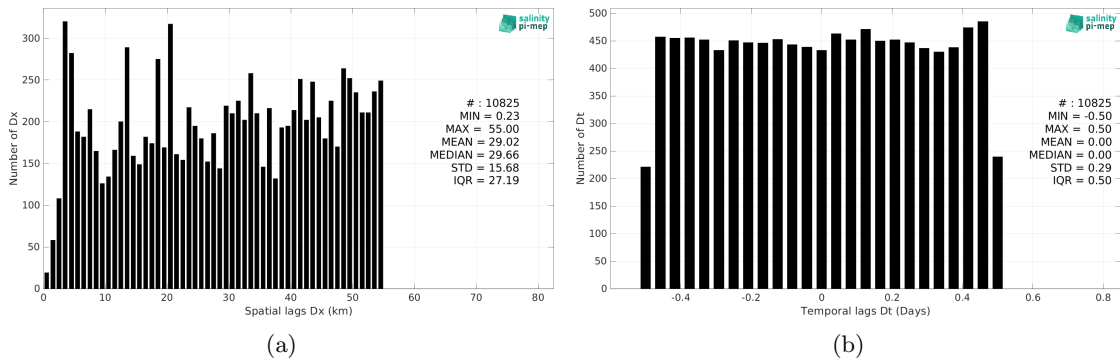 salinity
pi-mep
300
250
200
150
100
50
0
Number of Dx
# : 10825
MIN = 0.23
MAX = 55.00
MEAN = 29.02
MEDIAN = 29.66
STD = 15.68
IQR = 27.19
0 10 20 30 40 50 60 70 80
Spatial lags Dx (km)
(a)
salinity
pi-mep
500
450
400
350
300
250
200
150
100
50
0
Number of Dt
# : 10825
MIN = -0.50
MAX = 0.50
MEAN = 0.00
MEDIAN = 0.00
STD = 0.29
IQR = 0.50
-0.4 -0.2 0 0.2 0.4 0.6 0.8
Temporal lags Dt (Days)
(b)